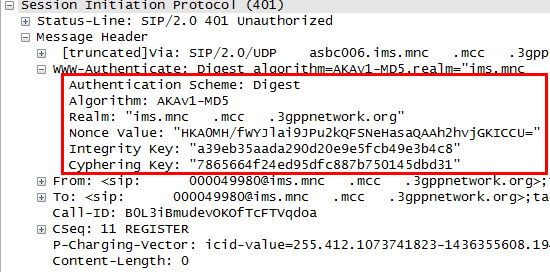 Session Initiation Protocol (401)
Status-Line: SIP/2.0 401 Unauthorized
Message Header
[truncated]Via: SIP/2.0/UDP asbc006.ims.mnc .mcc .3gpp
WWW-Authenticate: Digest algorithm=AKAv1-MD5,realm="ims.mnc
Authentication Scheme: Digest
Algorithm: AKAv1-MD5
Realm: "ims.mnc .mcc .3gppnetwork.org"
Nonce Value: "HKAOMH/fWYJlai9JPu2kQFSNeHasaQAAh2hvjGKICCU="
Integrity Key: "a39eb35aada290d20e9e5fcb49e3b4c8"
Cyphering Key: "7865664f24ed95dfc887b750145dbd31"
From: <sip: 000049980@ims.mnc .mcc .3gppnetwork.org>;t
To: <sip: 000049980@ims.mnc .mcc .3gppnetwork.org>;ta
Call-ID: BOL3iBmudevOKOfTcFTVqdoa
CSeq: 11 REGISTER
P-Charging-Vector: icid-value=255.412.1073741823-1436355608.194
Content-Length: 0